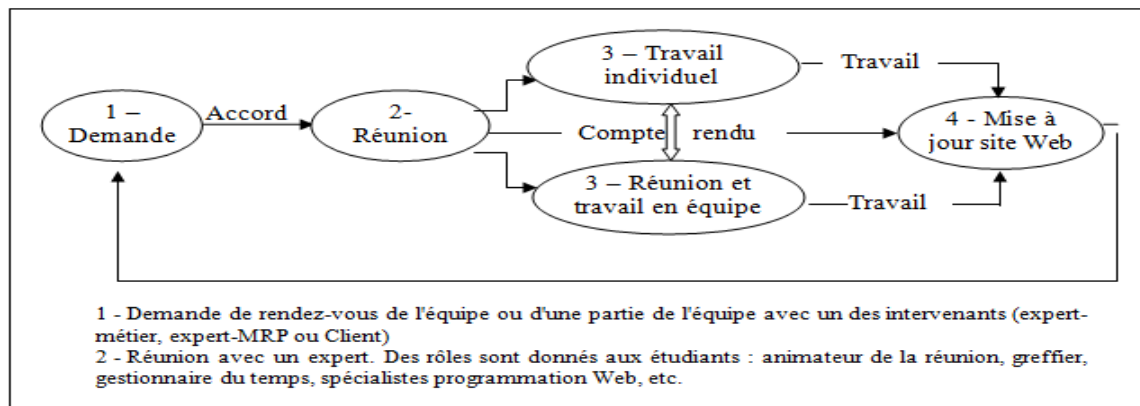 1 –
Demande
Accord
2-
Réunion
3 – Travail
individuel
Travail
Compte rendu
3 – Réunion et
travail en équipe
Travail
4 - Mise à
jour site Web
1 - Demande de rendez-vous de l'équipe ou d'une partie de l'équipe avec un des intervenants (expert-
métier, expert-MRP ou Client)
2 - Réunion avec un expert. Des rôles sont donnés aux étudiants : animateur de la réunion, greffier,
gestionnaire du temps, spécialistes programmation Web, etc.